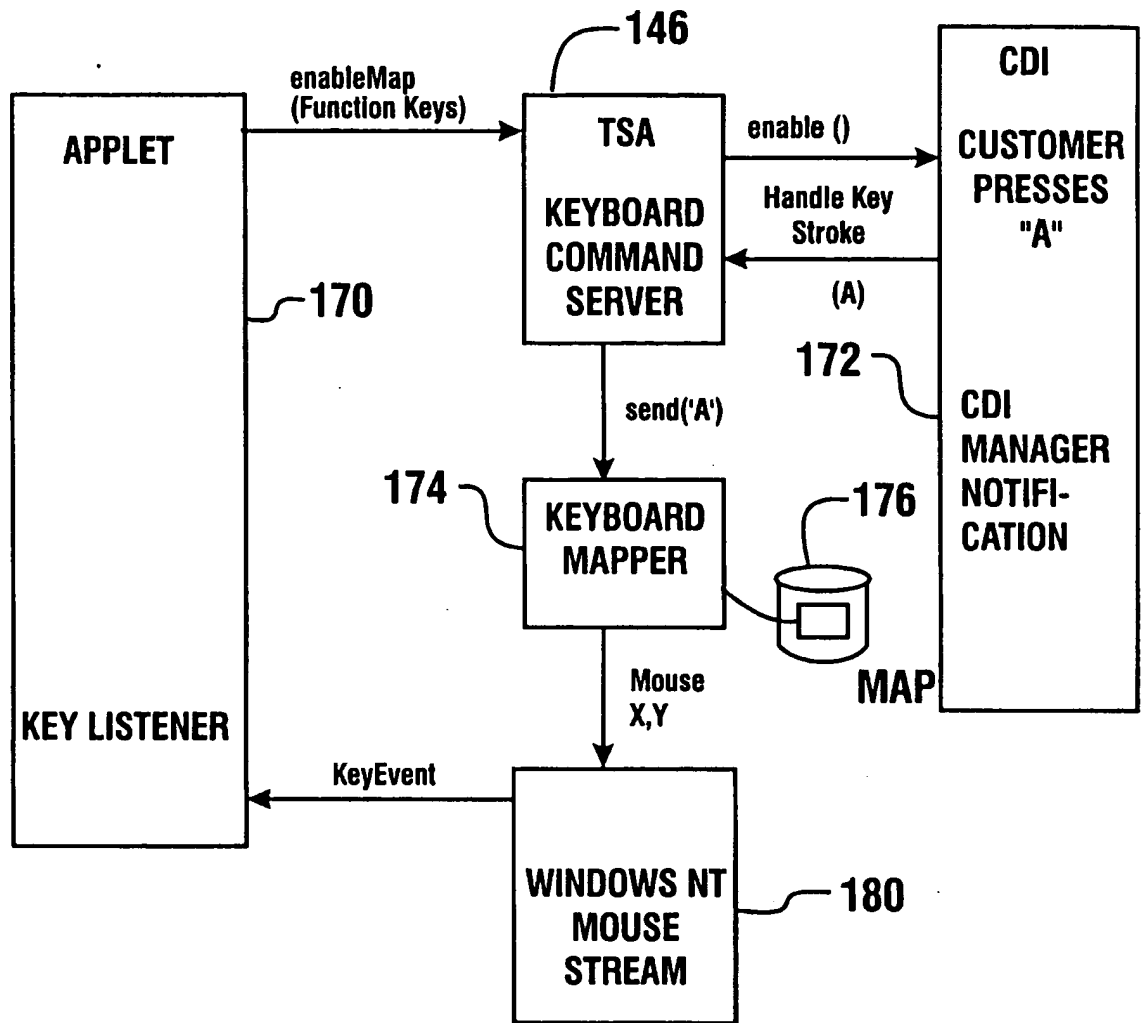 146
CDI
enableMap
(Function Keys)
APPLET
TSA
enable ()
CUSTOMER
PRESSES
"A"
KEYBOARD
COMMAND
SERVER
Handle Key
Stroke
(A)
170
172
CDI
MANAGER
NOTIFI-
CATION
send('A')
174
KEYBOARD
MAPPER
176
MAP
Mouse
X,Y
KEY LISTENER
KeyEvent
WINDOWS NT
MOUSE
STREAM
180